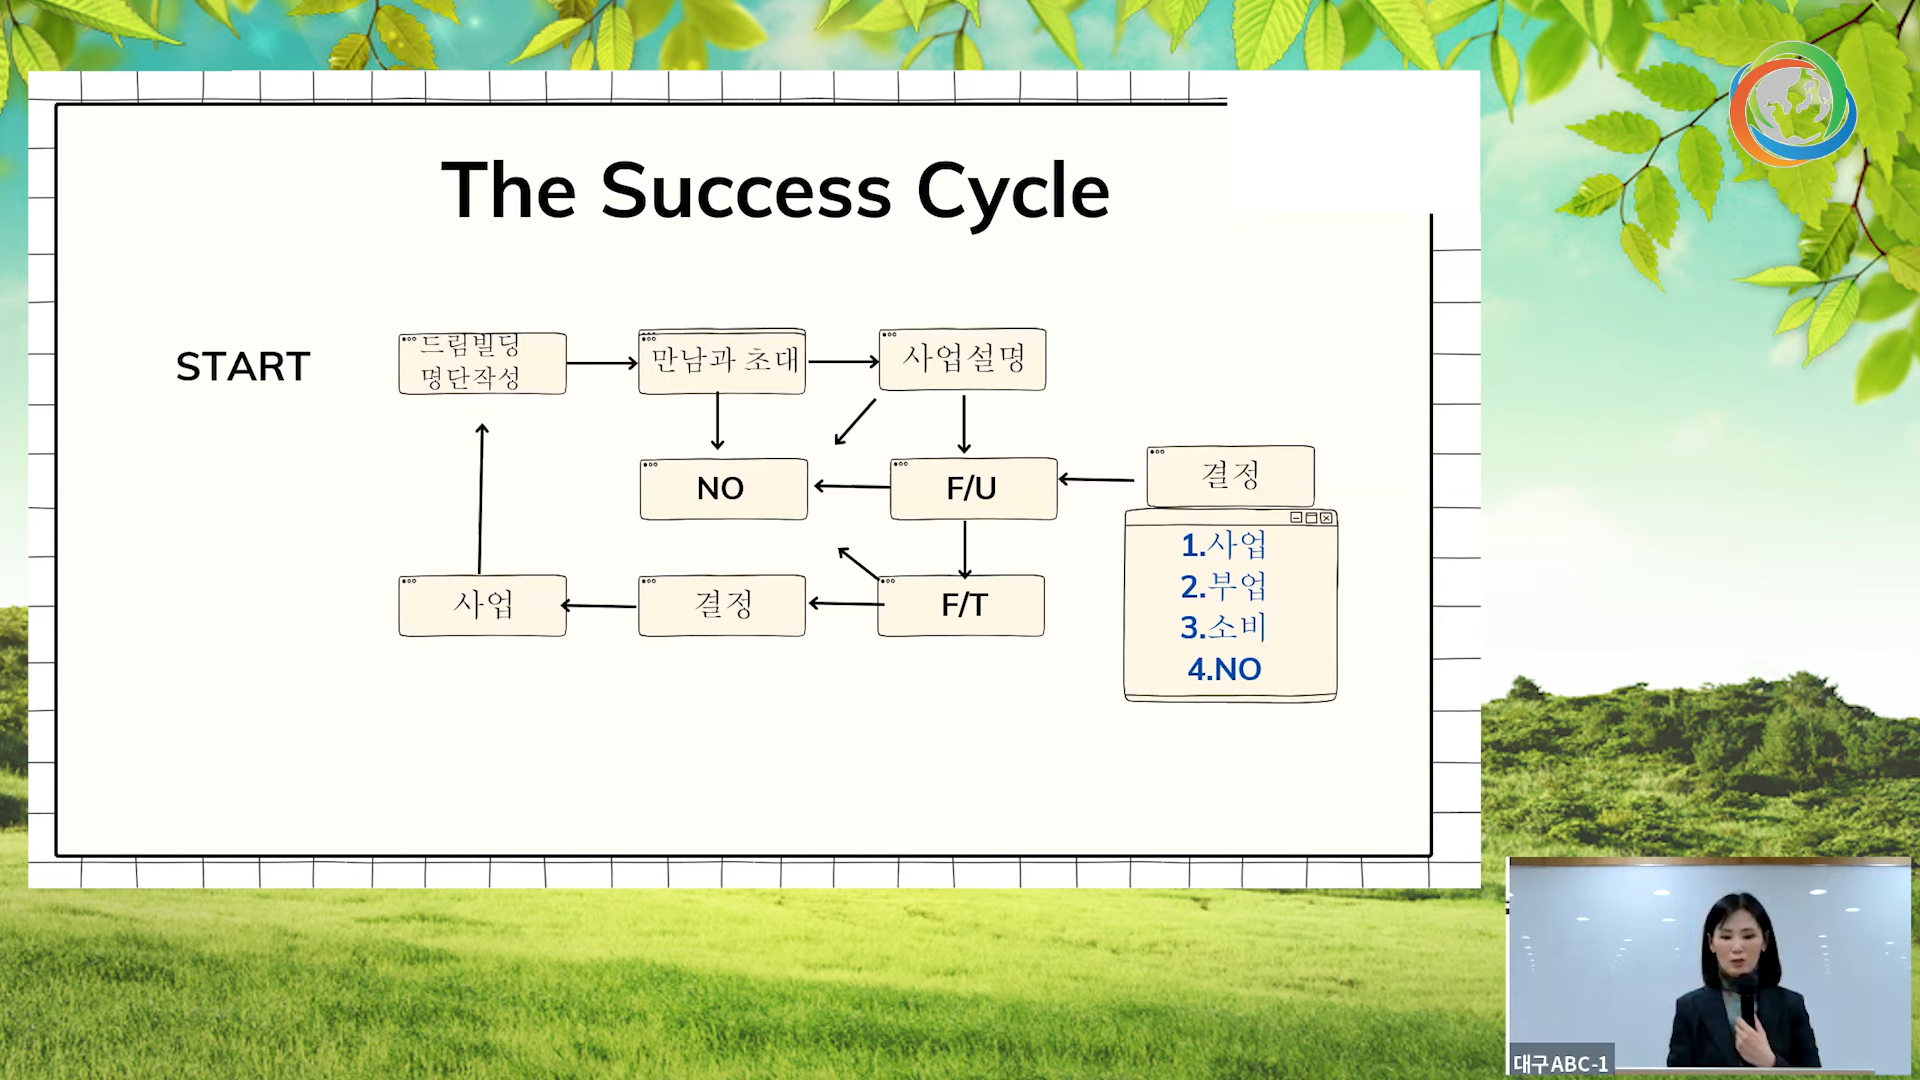 The Success Cycle
START
드림빌딩
명단작성
만남과 초대
사업설명
NO
F/U
결정
1.사업
2.부업
3.소비
4.NO
사업
결정
F/T
대구ABC-1